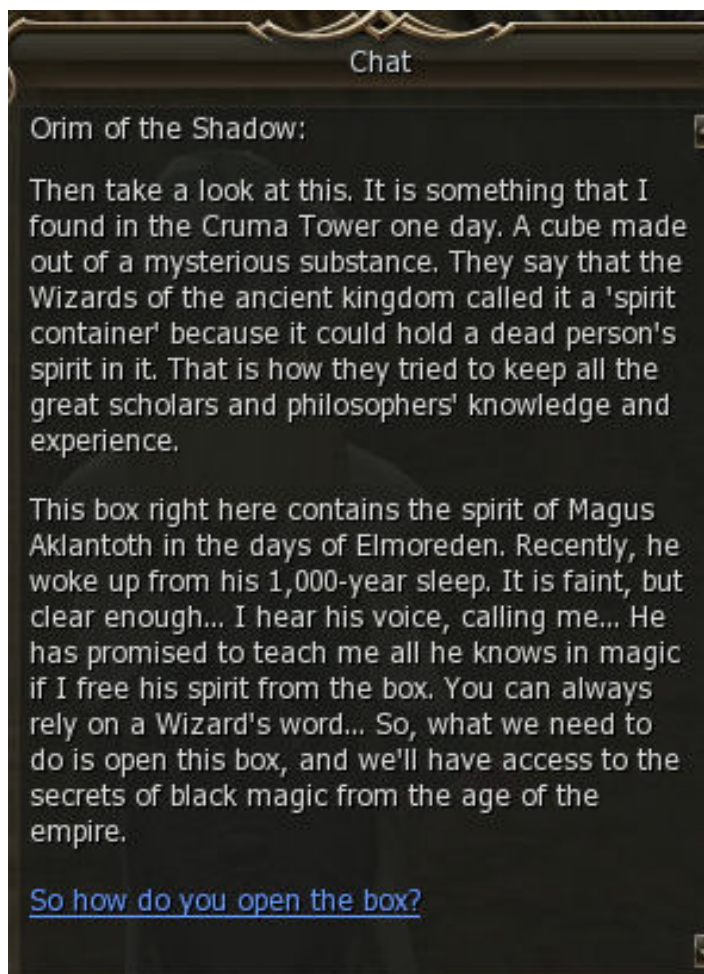 Chat
Orim of the Shadow:
Then take a look at this. It is something that I
found in the Cruma Tower one day. A cube made
out of a mysterious substance. They say that the
Wizards of the ancient kingdom called it a 'spirit
container' because it could hold a dead person's
spirit in it. That is how they tried to keep all the
great scholars and philosophers' knowledge and
experience.
This box right here contains the spirit of Magus
Aklantoth in the days of Elmoreden. Recently, he
woke up from his 1,000-year sleep. It is faint, but
clear enough... I hear his voice, calling me... He
has promised to teach me all he knows in magic
if I free his spirit from the box. You can always
rely on a Wizard's word... So, what we need to
do is open this box, and we'll have access to the
secrets of black magic from the age of the
empire.
So how do you open the box?